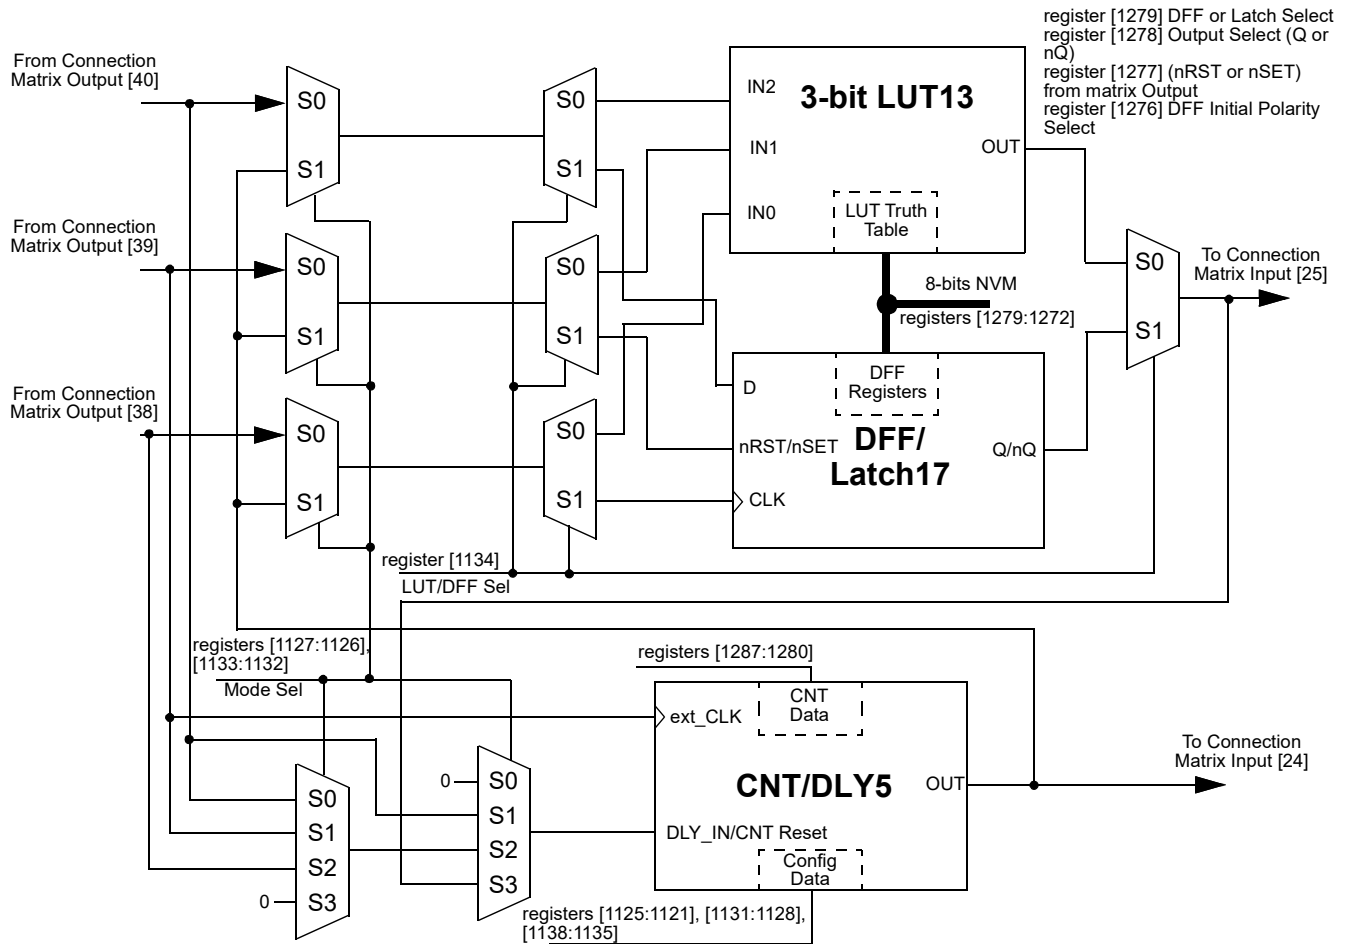 register [1279] DFF or Latch Select
register [1278] Output Select (Q or
nQ)
register [1277] (nRST or nSET)
from matrix Output
register [1276] DFF Initial Polarity
Select
From Connection
Matrix Output [40]
S0
S1
S0
S1
IN2
3-bit LUT13
IN1
OUT
IN0
LUT Truth
Table
From Connection
Matrix Output [39]
S0
S1
S0
S1
8-bits NVM
registers [1279:1272]
S0
S1
To Connection
Matrix Input [25]
From Connection
Matrix Output [38]
S0
S1
S0
S1
D
DFF
Registers
nRST/nSET
DFF/
Latch17
Q/nQ
CLK
register [1134]
LUT/DFF Sel
registers [1127:1126],
[1133:1132]
Mode Sel
registers [1287:1280]
CNT
Data
ext_CLK
CNT/DLY5
OUT
To Connection
Matrix Input [24]
DLY_IN/CNT Reset
Config
Data
S0
S1
S2
0
S3
0
S0
S1
S2
S3
registers [1125:1121], [1131:1128],
[1138:1135]